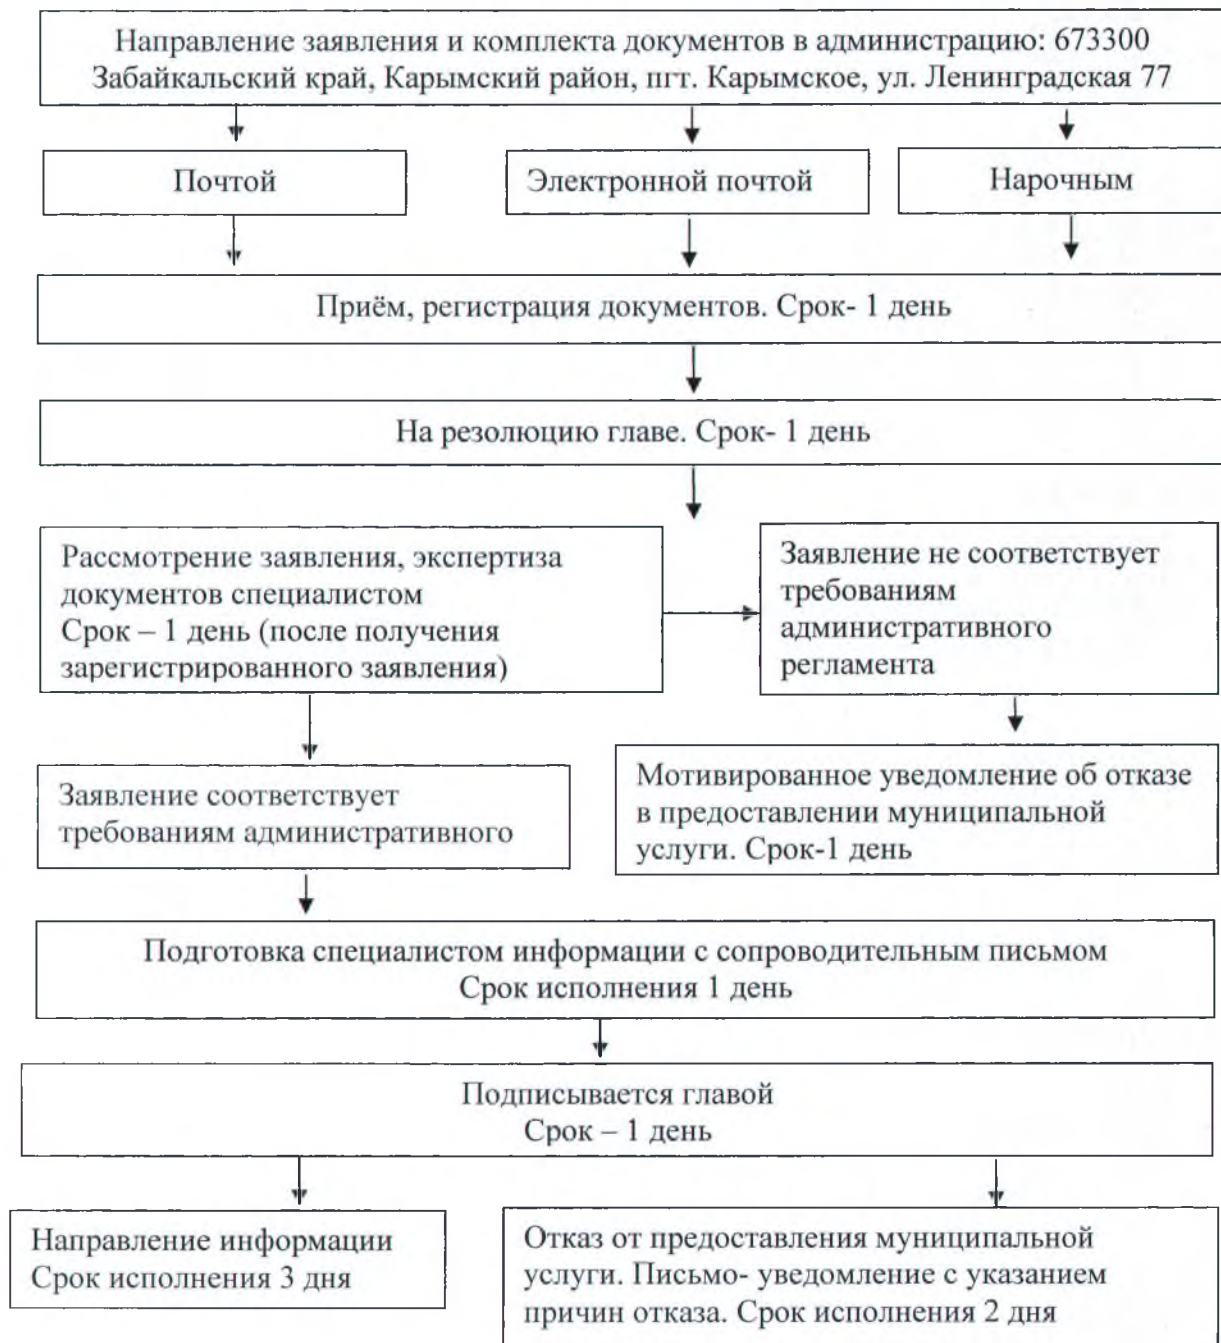 Направление заявления и комплекта документов в администрацию: 673300
Забайкальский край, Карымский район, пгт. Карымское, ул. Ленинградская 77
Почтой
Электронной почтой
Нарочным
Приём, регистрация документов. Срок- 1 день
На резолюцию главе. Срок- 1 день
Рассмотрение заявления, экспертиза
документов специалистом
Срок – 1 день (после получения
зарегистрированного заявления)
Заявление не соответствует
требованиям
административного
регламента
Заявление соответствует
требованиям административного
Мотивированное уведомление об отказе
в предоставлении муниципальной
услуги. Срок-1 день
Подготовка специалистом информации с сопроводительным письмом
Срок исполнения 1 день
Подписывается главой
Срок – 1 день
Направление информации
Срок исполнения 3 дня
Отказ от предоставления муниципальной
услуги. Письмо- уведомление с указанием
причин отказа. Срок исполнения 2 дня